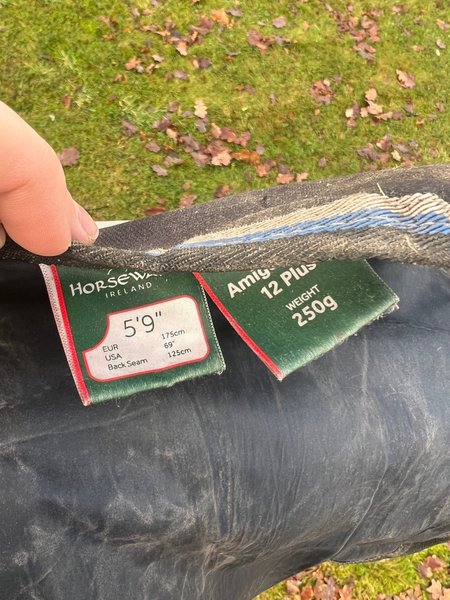 HORSEWA
IRELAND
5'9"
EUR 175cm
USA 69"
Back Seam 125cm
Amig
12 Plus
WEIGHT
250g